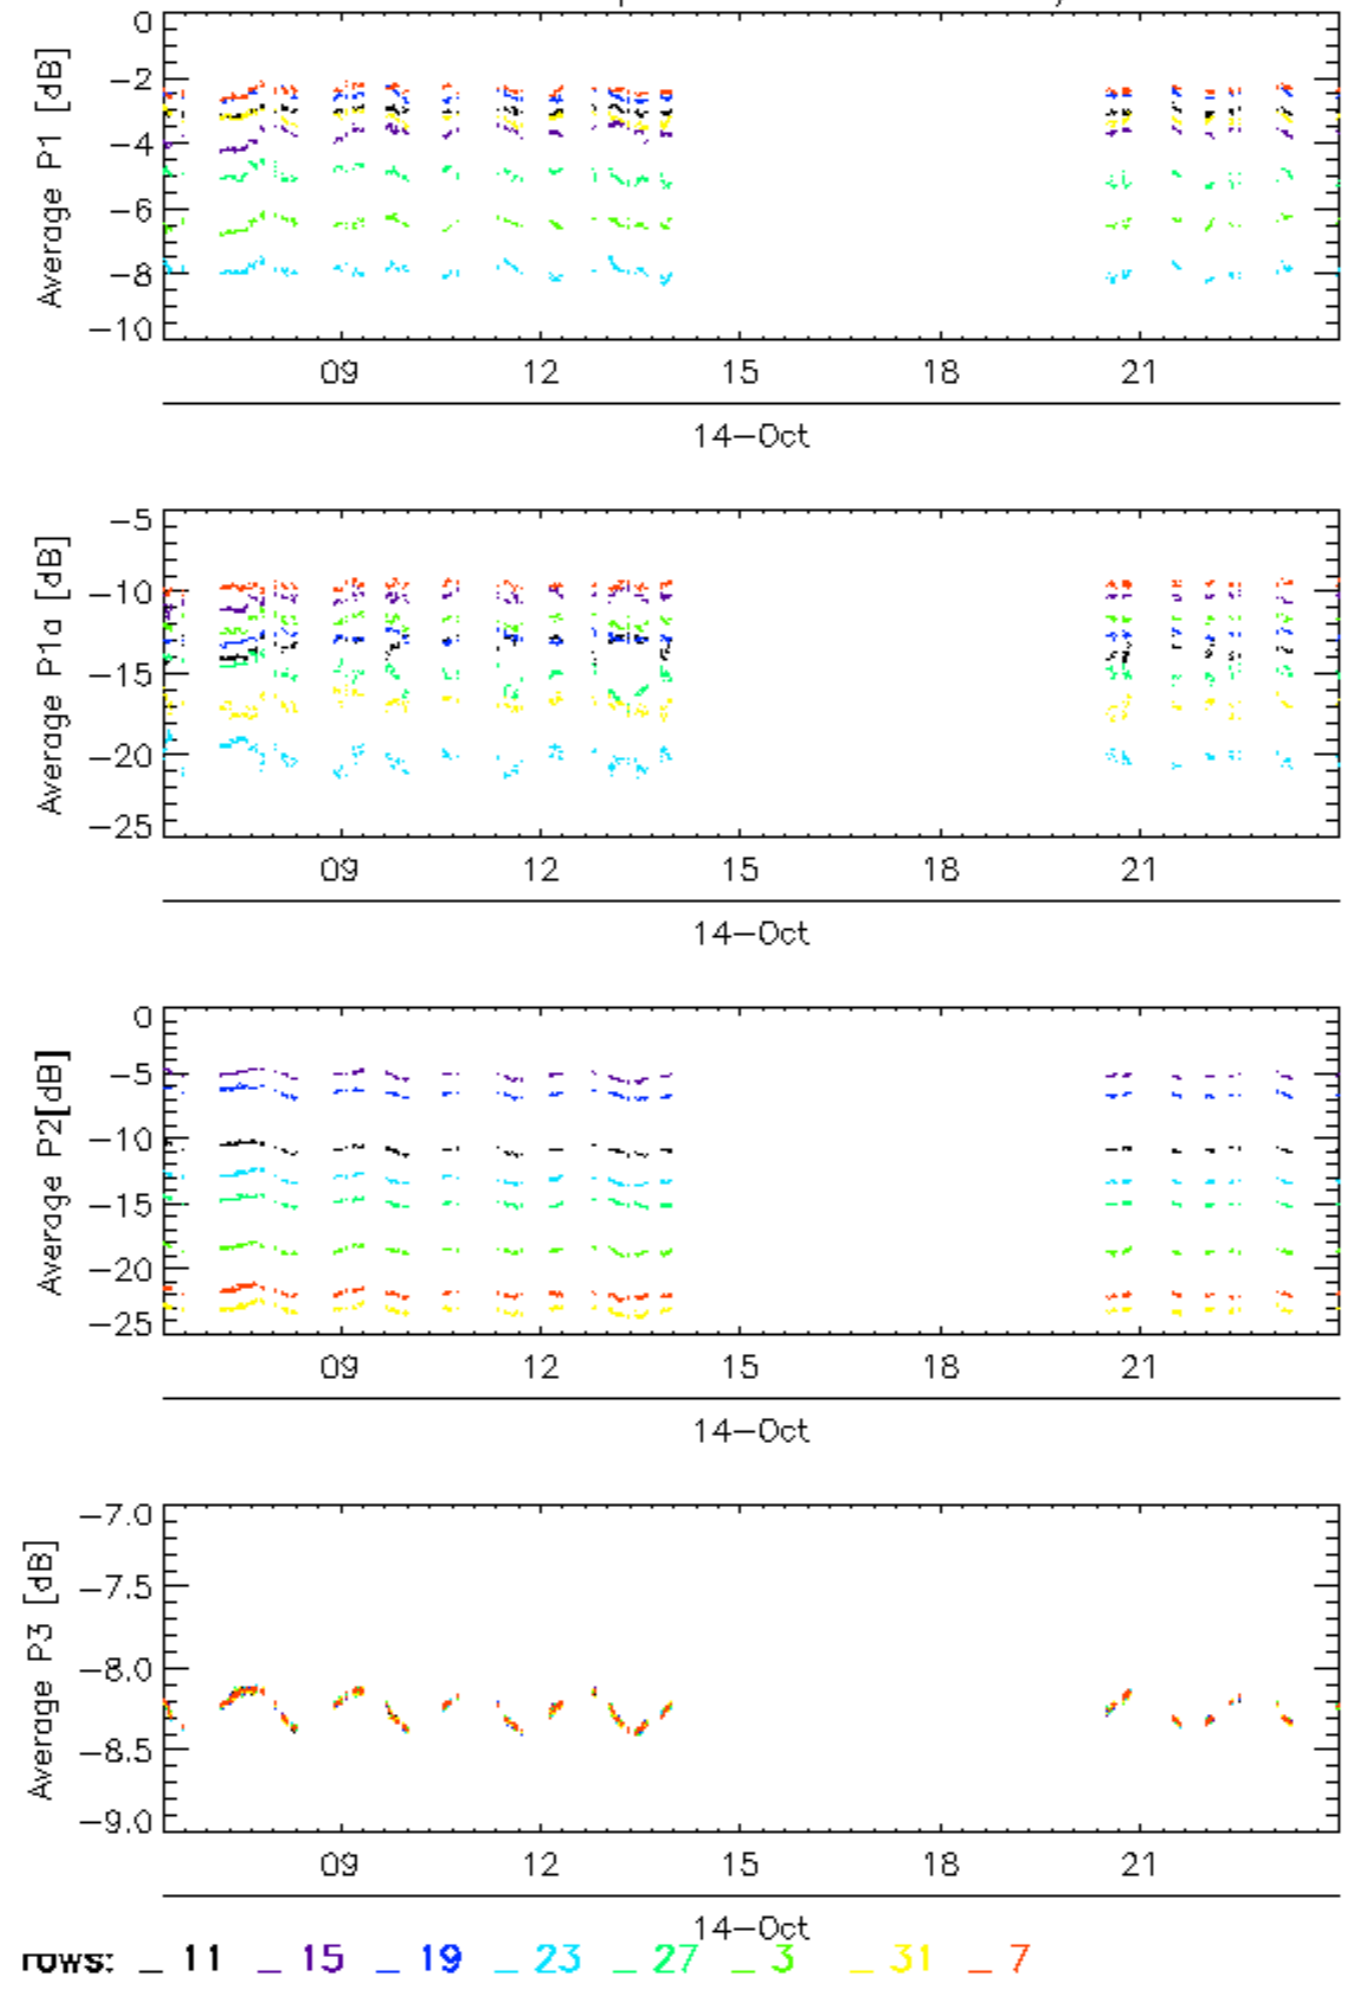 0
−2
−4
−6
−8
−10
Average P1 [dB]
09 12 15 18 21
14−Oct
−5
−10
−15
−20
−25
Average P1a [dB]
09 12 15 18 21
14−Oct
0
−5
−10
−15
−20
−25
Average P2[dB]
09 12 15 18 21
14−Oct
−7.0
−7.5
−8.0
−8.5
−9.0
Average P3 [dB]
09 12 15 18 21
14−Oct
rows: _ 11 _ 15 _ 19 _ 23 _ 27 _ 3 _ 31 _ 7